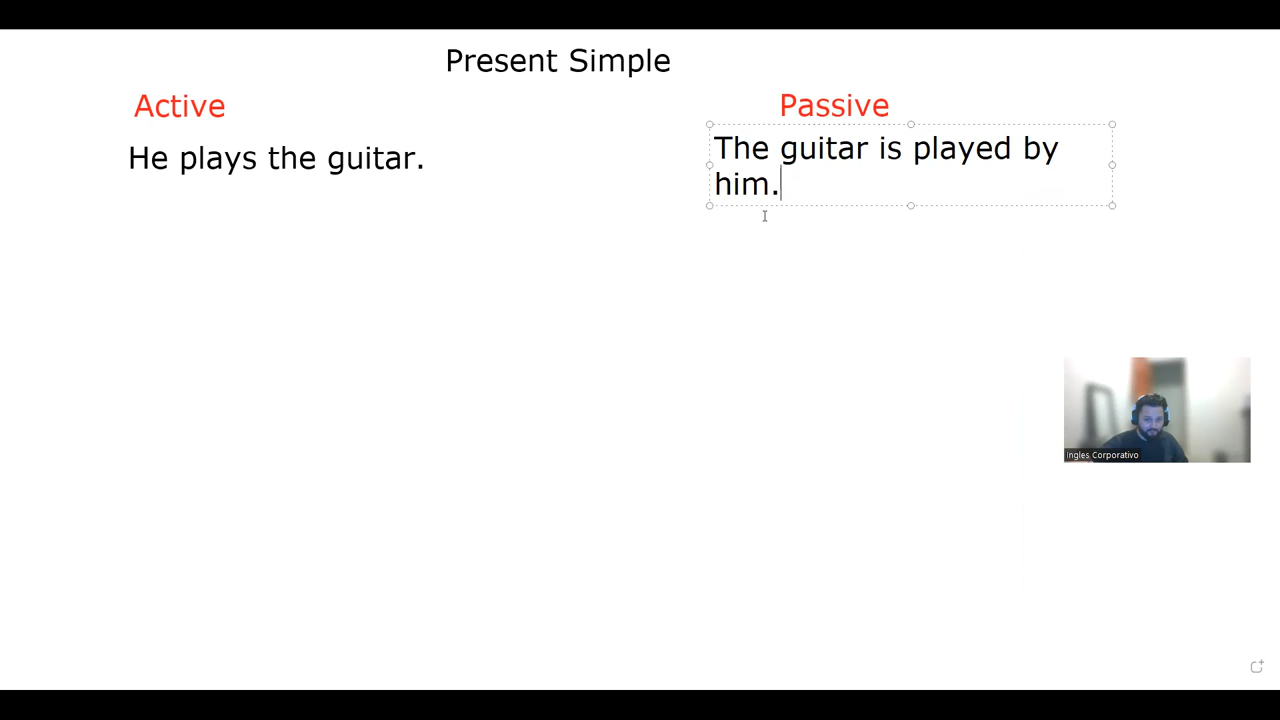 Present Simple
Active
Passive
He plays the guitar.
The guitar is played by
him.
Ingles Corporativo